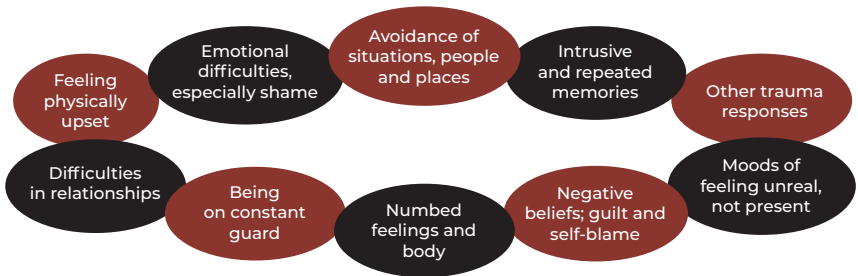 Feeling
physically
upset
Emotional
difficulties,
especially shame
Avoidance of
situations, people
and places
Intrusive
and repeated
memories
Other trauma
responses
Difficulties
in relationships
Being
on constant
guard
Numbed
feelings and
body
Negative
beliefs; guilt and
self-blame
Moods of
feeling unreal,
not present